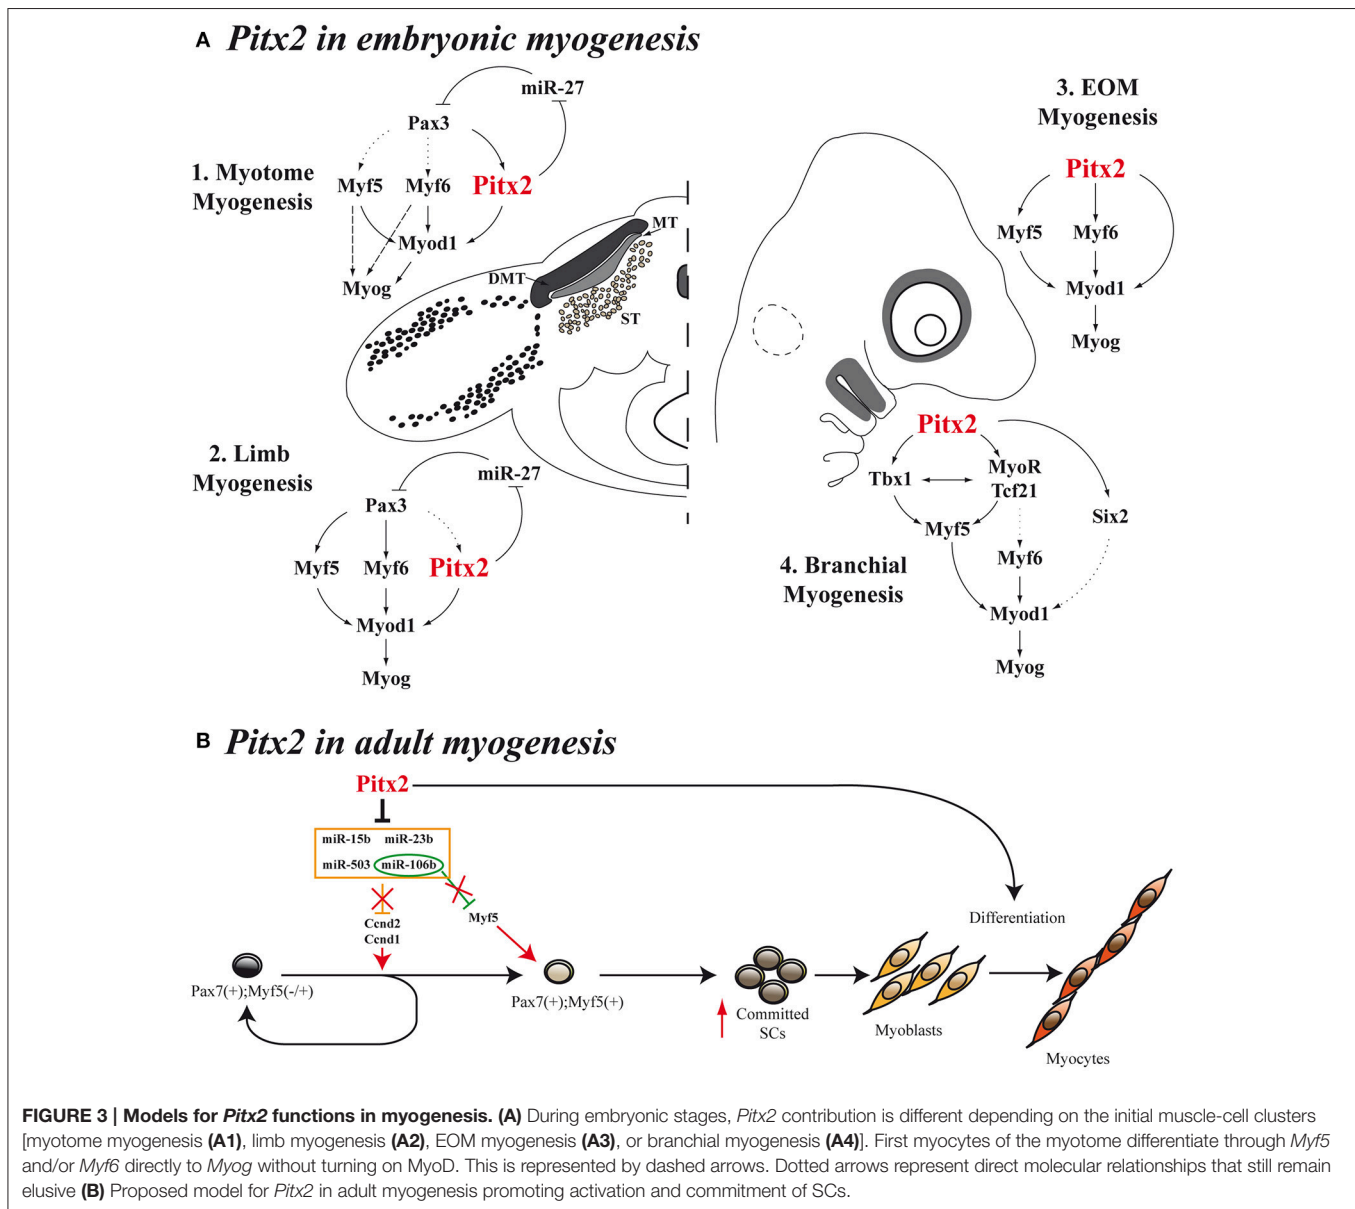 A Pitx2 in embryonic myogenesis
miR-27
Pax3
1. Myotome
Myogenesis
Myf5 Myf6 Pitx2
Myod1
Myog
MT
DMT
ST
2. Limb
Myogenesis
miR-27
Pax3
Myf5 Myf6 Pitx2
Myod1
Myog
3. EOM
Myogenesis
Pitx2
Myf5 Myf6
Myod1
Myog
Pitx2
Tbx1
MyoR
Tcf21
Six2
Myf5
Myf6
4. Branchial
Myogenesis
Myod1
Myog
B Pitx2 in adult myogenesis
Pitx2
miR-15b miR-23b
miR-503 miR-106b
Ccnd2
Ccnd1
Myf5
Differentiation
Pax7(+);Myf5(-/+)
Pax7(+);Myf5(+)
Committed
SCs
Myoblasts
Myocytes
FIGURE 3 | Models for Pitx2 functions in myogenesis. (A) During embryonic stages, Pitx2 contribution is different depending on the initial muscle-cell clusters
[myotome myogenesis (A1), limb myogenesis (A2), EOM myogenesis (A3), or branchial myogenesis (A4)]. First myocytes of the myotome differentiate through Myf5
and/or Myf6 directly to Myog without turning on MyoD. This is represented by dashed arrows. Dotted arrows represent direct molecular relationships that still remain
elusive (B) Proposed model for Pitx2 in adult myogenesis promoting activation and commitment of SCs.